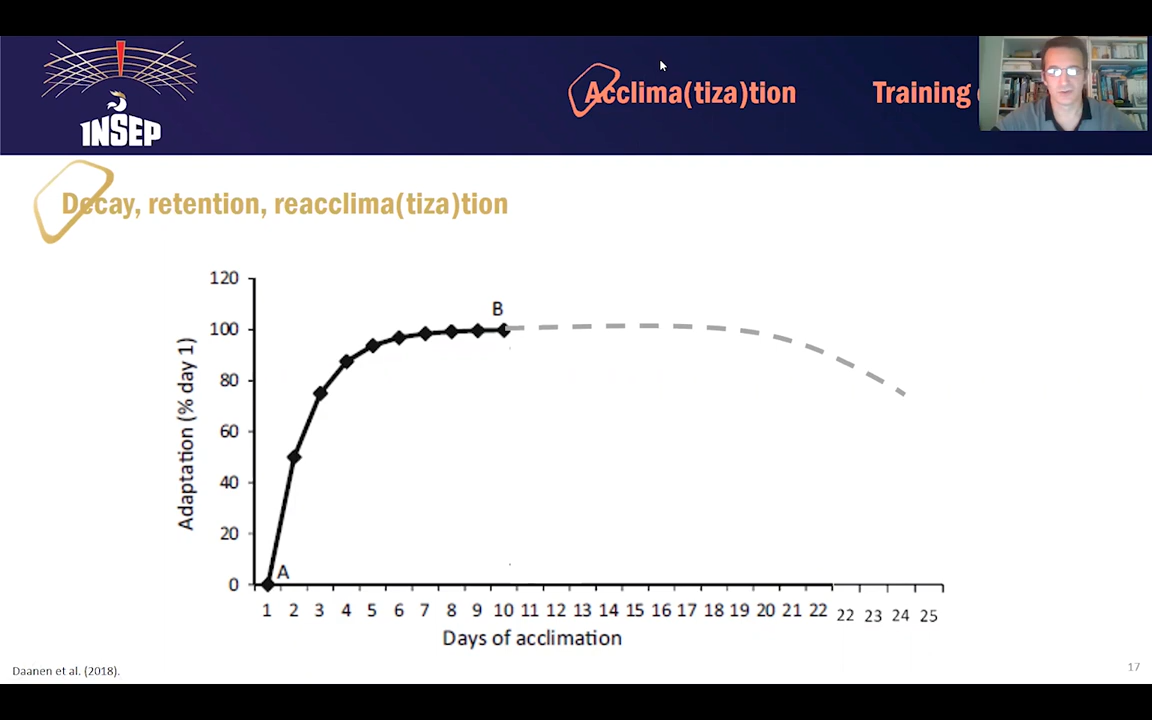 INSEP
Acclima(tiza)tion
Training
Decay, retention, reacclima(tiza)tion
120
100
80
60
40
20
0
Adaptation (% day 1)
A
B
1 2 3 4 5 6 7 8 9 10 11 12 13 14 15 16 17 18 19 20 21 22 22 23 24 25
Days of acclimation
Daanen et al. (2018).
17